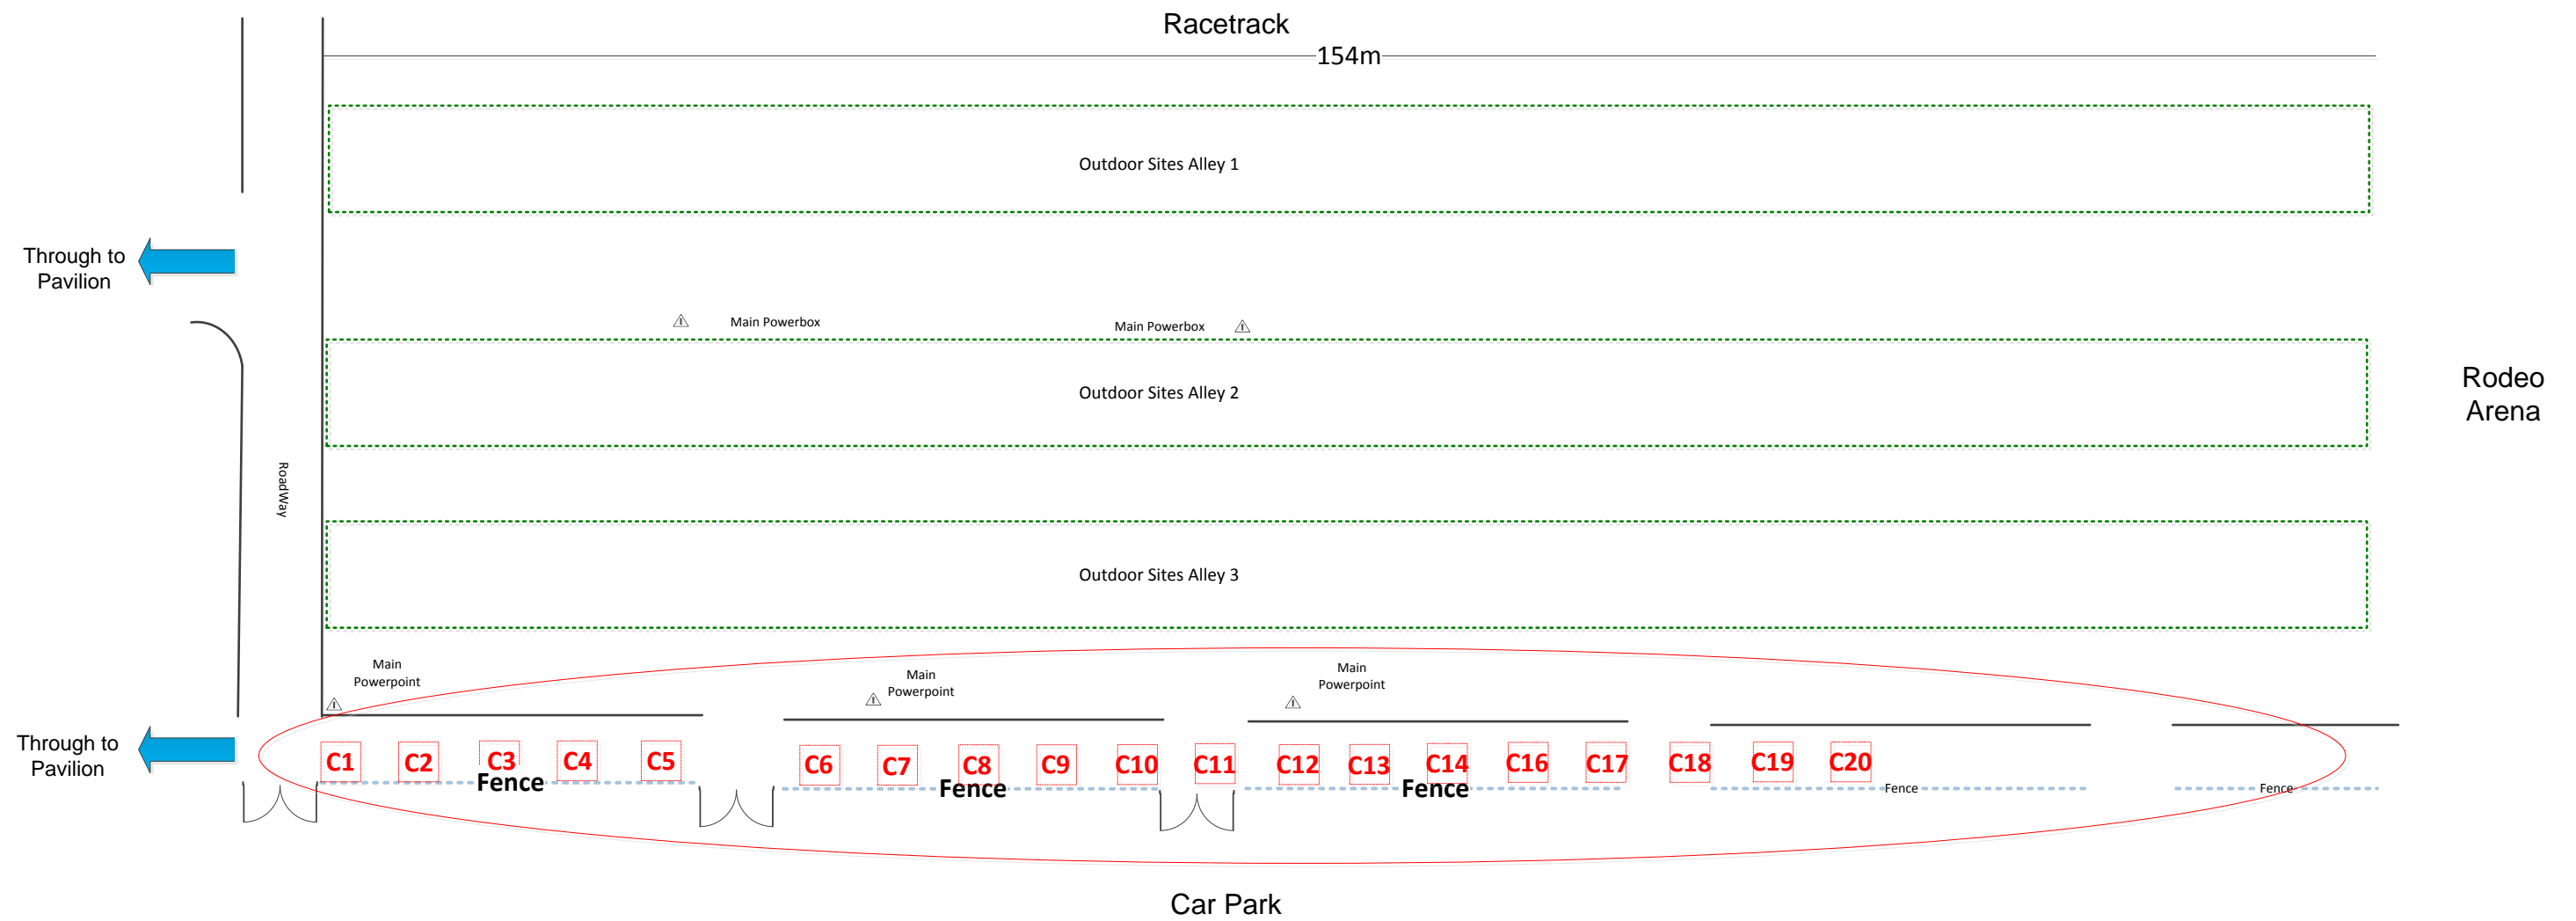 Racetrack
154m
Outdoor Sites Alley 1
Through to
Pavilion
Main Powerbox
Main Powerbox
Outdoor Sites Alley 2
Rodeo
Arena
RoadWay
Outdoor Sites Alley 3
Main
Powerpoint
Main
Powerpoint
Main
Powerpoint
Through to
Pavilion
C1 C2 C3 C4 C5 C6 C7 C8 C9 C10 C11 C12 C13 C14 C16 C17 C18 C19 C20
Fence Fence Fence Fence Fence
Car Park